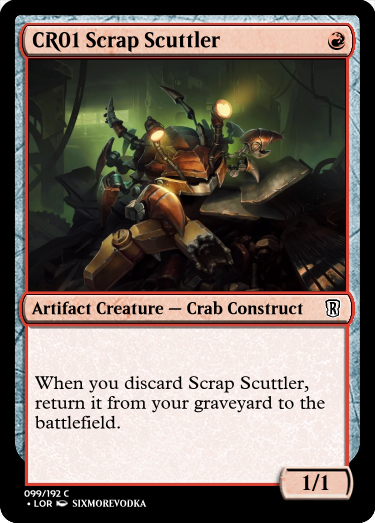 CR01 Scrap Scuttler
Artifact Creature — Crab Construct
R
When you discard Scrap Scuttler,
return it from your graveyard to the
battlefield.
1/1
099/192 C
• LOR SIXMOREVODKA